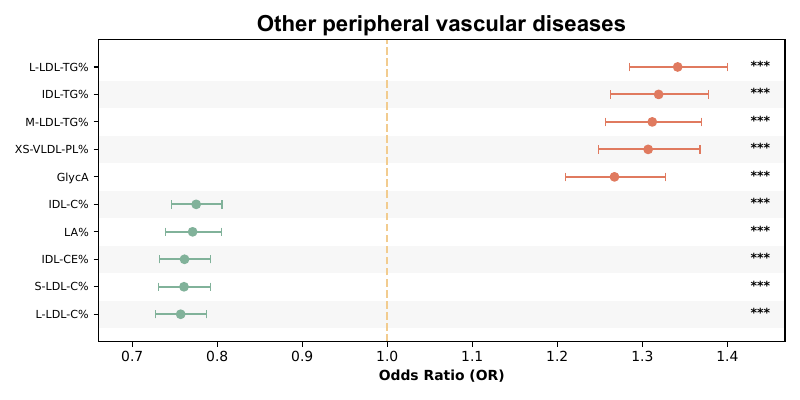 Other peripheral vascular diseases
L-LDL-TG% ***
IDL-TG% ***
M-LDL-TG% ***
XS-VLDL-PL% ***
GlycA ***
IDL-C% ***
LA% ***
IDL-CE% ***
S-LDL-C% ***
L-LDL-C% ***
0.7 0.8 0.9 1.0 1.1 1.2 1.3 1.4
Odds Ratio (OR)